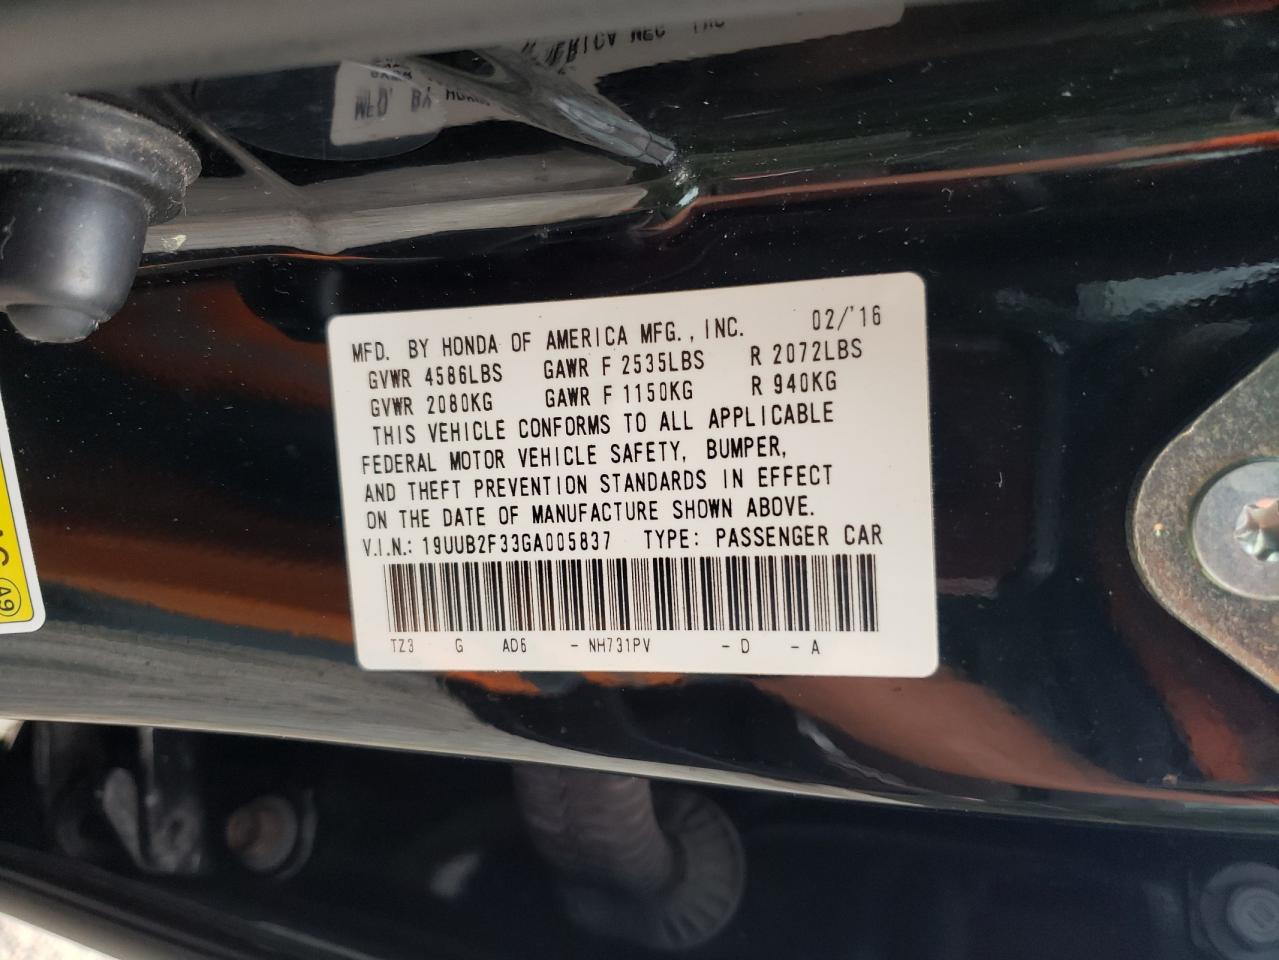 MFD. BY HONDA OF AMERICA MFG., INC. 02/'16
GVWR 4586LBS GAWR F 2535LBS R 2072LBS
GVWR 2080KG GAWR F 1150KG R 940KG
THIS VEHICLE CONFORMS TO ALL APPLICABLE
FEDERAL MOTOR VEHICLE SAFETY, BUMPER,
AND THEFT PREVENTION STANDARDS IN EFFECT
ON THE DATE OF MANUFACTURE SHOWN ABOVE.
V.I.N.: 19UUB2F33GA005837 TYPE: PASSENGER CAR
TZ3 G AD6 - NH731PV - D - A
A9